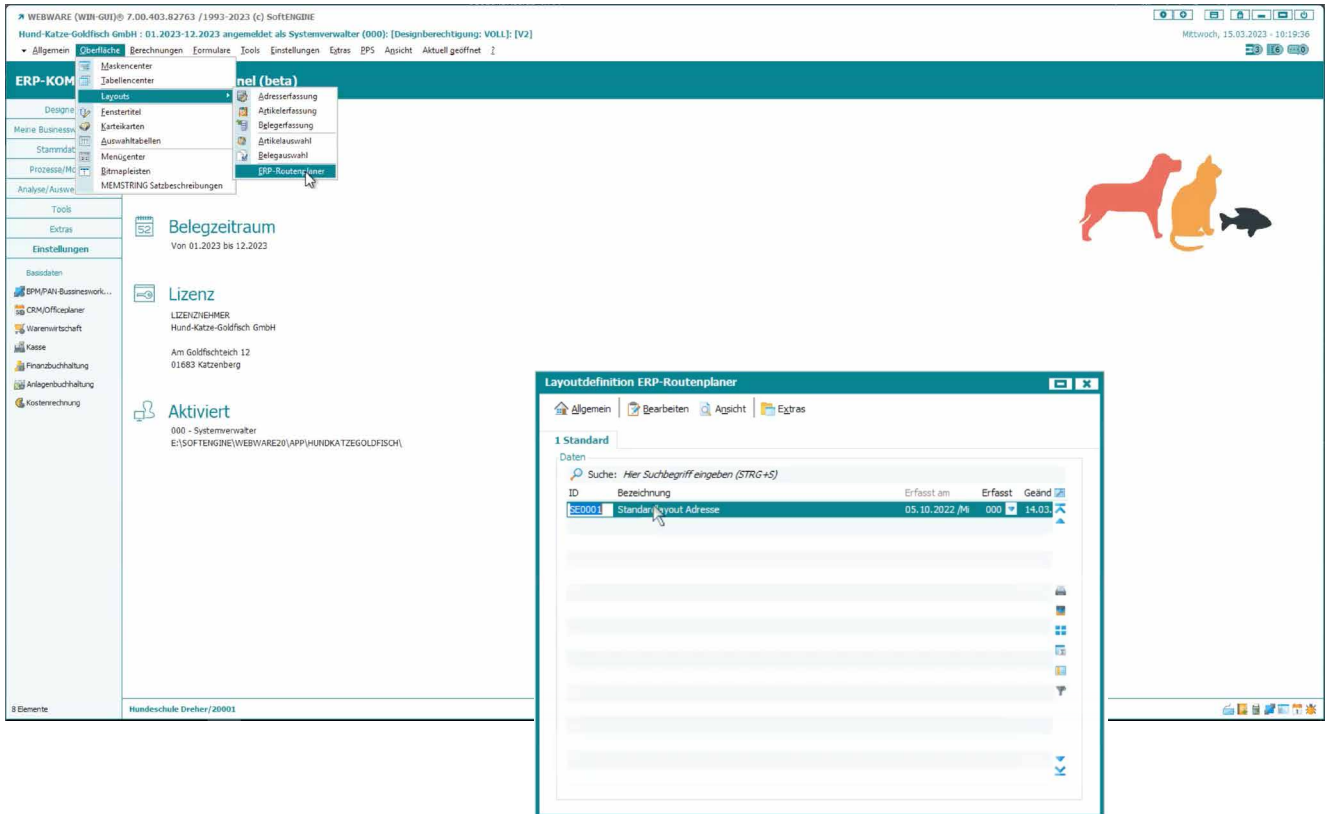 WEBWARE (WIN-GUI)® 7.00.403.82763 /1993-2023 (c) SoftENGINE
Hund-Katze-Goldfisch GmbH : 01.2023-12.2023 angemeldet als Systemverwalter (000): [Designberechtigung: VOLL]: [V2]
Mittwoch, 15.03.2023 - 10:19:36
Allgemein Oberfläche Berechnungen Formulare Tools Einstellungen Extras PPS Ansicht Aktuell geöffnet ?
ERP-KOM nel (beta)
Maskencenter
Tabellencenter
Layouts
Fenstertitel
Karteikarten
Auswahltabellen
Menücenter
Bitmapleisten
MEMSTRING Satzbeschreibungen
Adresserfassung
Artikelerfassung
Belegerfassung
Artikelauswahl
Belegauswahl
ERP-Routenplaner
Designe
Meine Businessw
Stammdat
Prozesse/Mo
Analyse/Auswe
Tools
Extras
Einstellungen
Basisdaten
BPM/PAN-Bussineswork...
CRM/Officeplaner
Warenwirtschaft
Kasse
Finanzbuchhaltung
Anlagenbuchhaltung
Kostenrechnung
52
Belegzeitraum
Von 01.2023 bis 12.2023
Lizenz
LIZENZNEHMER
Hund-Katze-Goldfisch GmbH
Am Goldfischteich 12
01683 Katzenberg
Aktiviert
000 - Systemverwalter
E:\SOFTENGINE\WEBWARE20\APP\HUNDKATZEGOLDFISCH\
Layoutdefinition ERP-Routenplaner
Allgemein Bearbeiten Ansicht Extras
1 Standard
Daten
Suche: Hier Suchbegriff eingeben (STRG+S)
ID Bezeichnung Erfasst am Erfasst Geänd
SE0001 Standardlayout Adresse 05.10.2022 /Mi 000 14.03.
8 Elemente
Hundeschule Dreher/20001